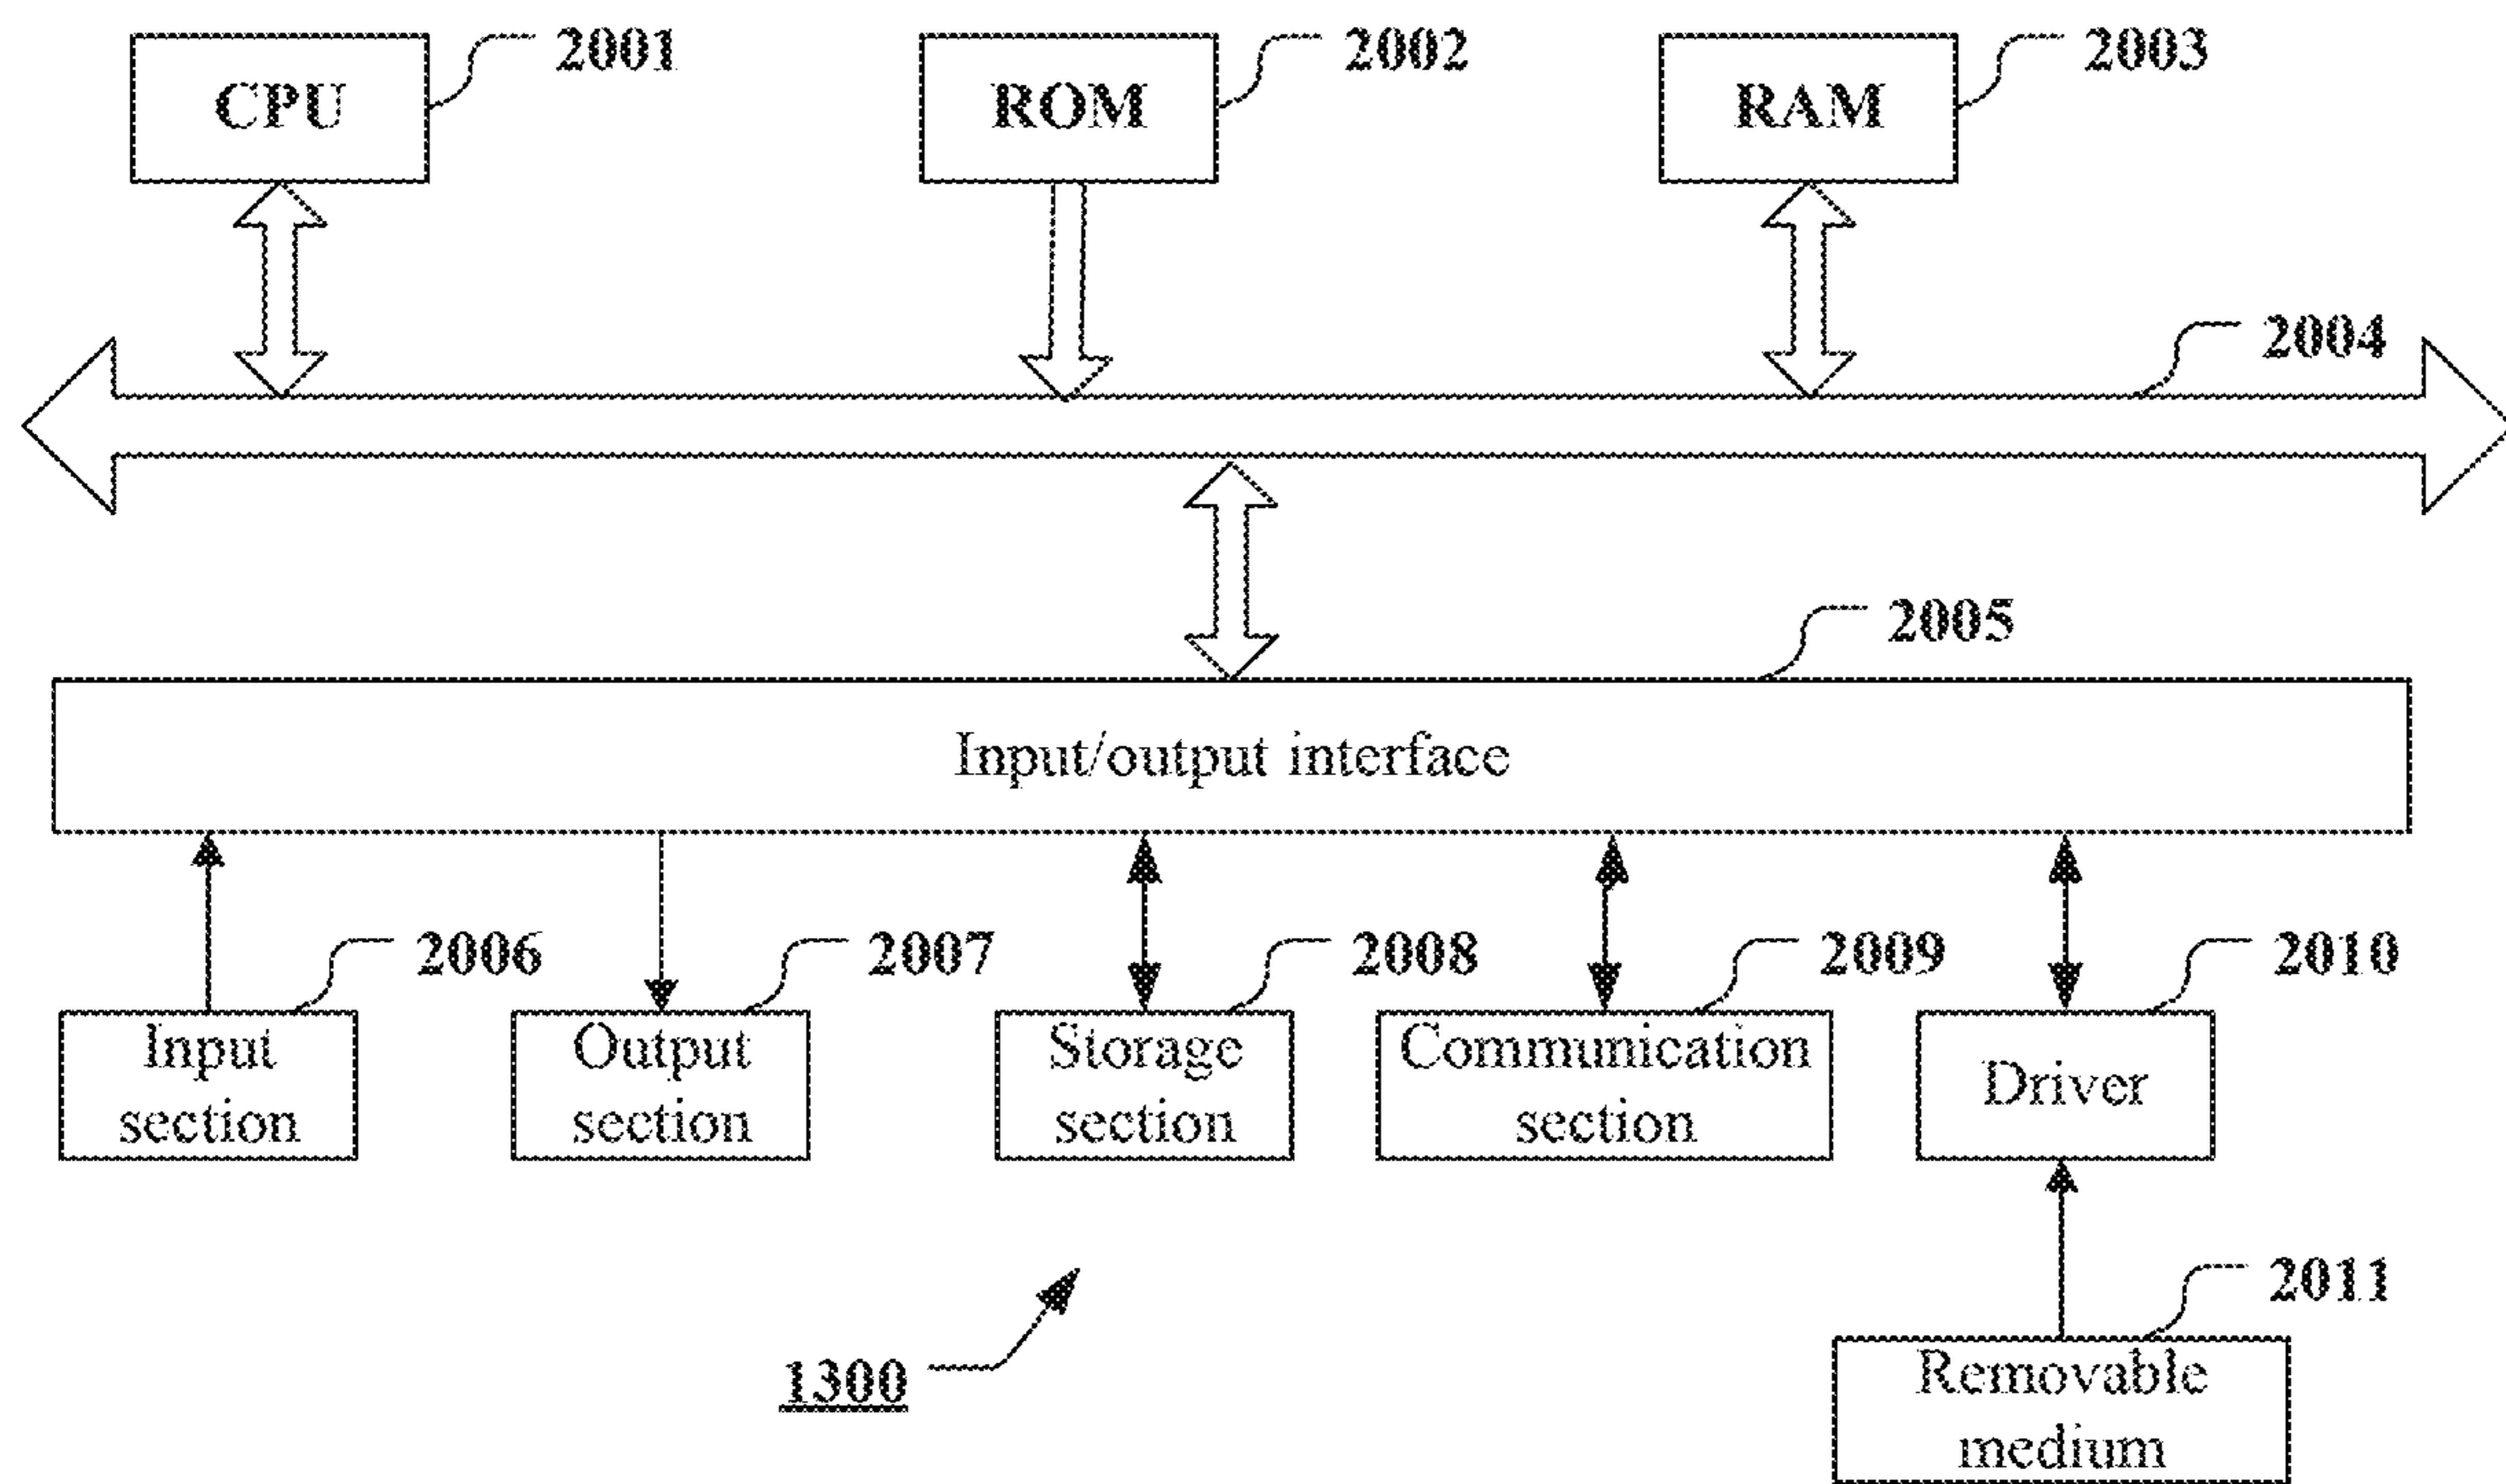 CPU
2001
ROM
2002
RAM
2003
2004
2005
Input/output interface
2006
2007
2008
2009
2010
Input
section
Output
section
Storage
section
Communication
section
Driver
2011
1300
Removable
medium